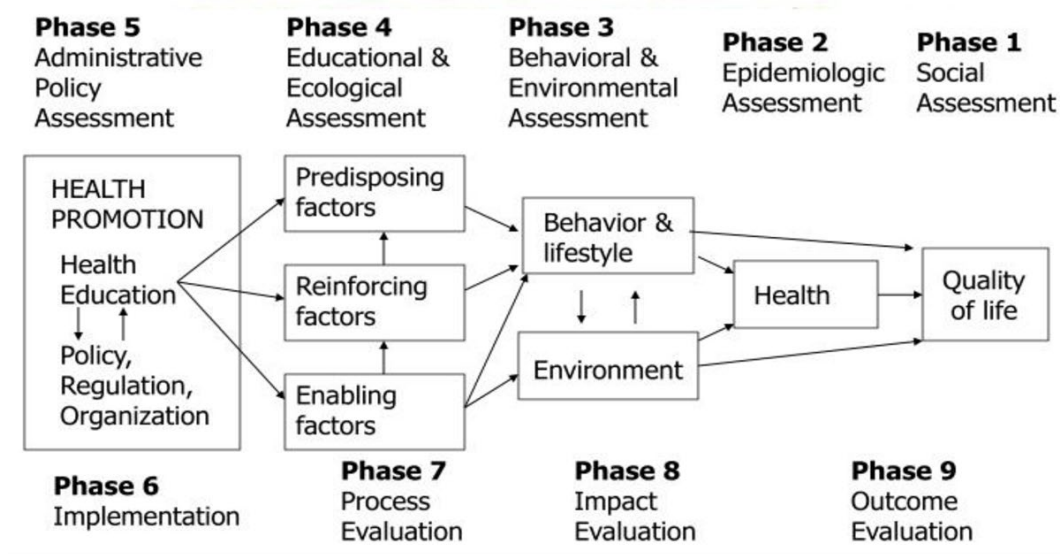 Phase 5
Administrative
Policy
Assessment
Phase 4
Educational &
Ecological
Assessment
Phase 3
Behavioral &
Environmental
Assessment
Phase 2
Epidemiologic
Assessment
Phase 1
Social
Assessment
HEALTH
PROMOTION
Health
Education
Policy,
Regulation,
Organization
Predisposing
factors
Reinforcing
factors
Enabling
factors
Behavior &
lifestyle
Environment
Health
Quality
of life
Phase 6
Implementation
Phase 7
Process
Evaluation
Phase 8
Impact
Evaluation
Phase 9
Outcome
Evaluation